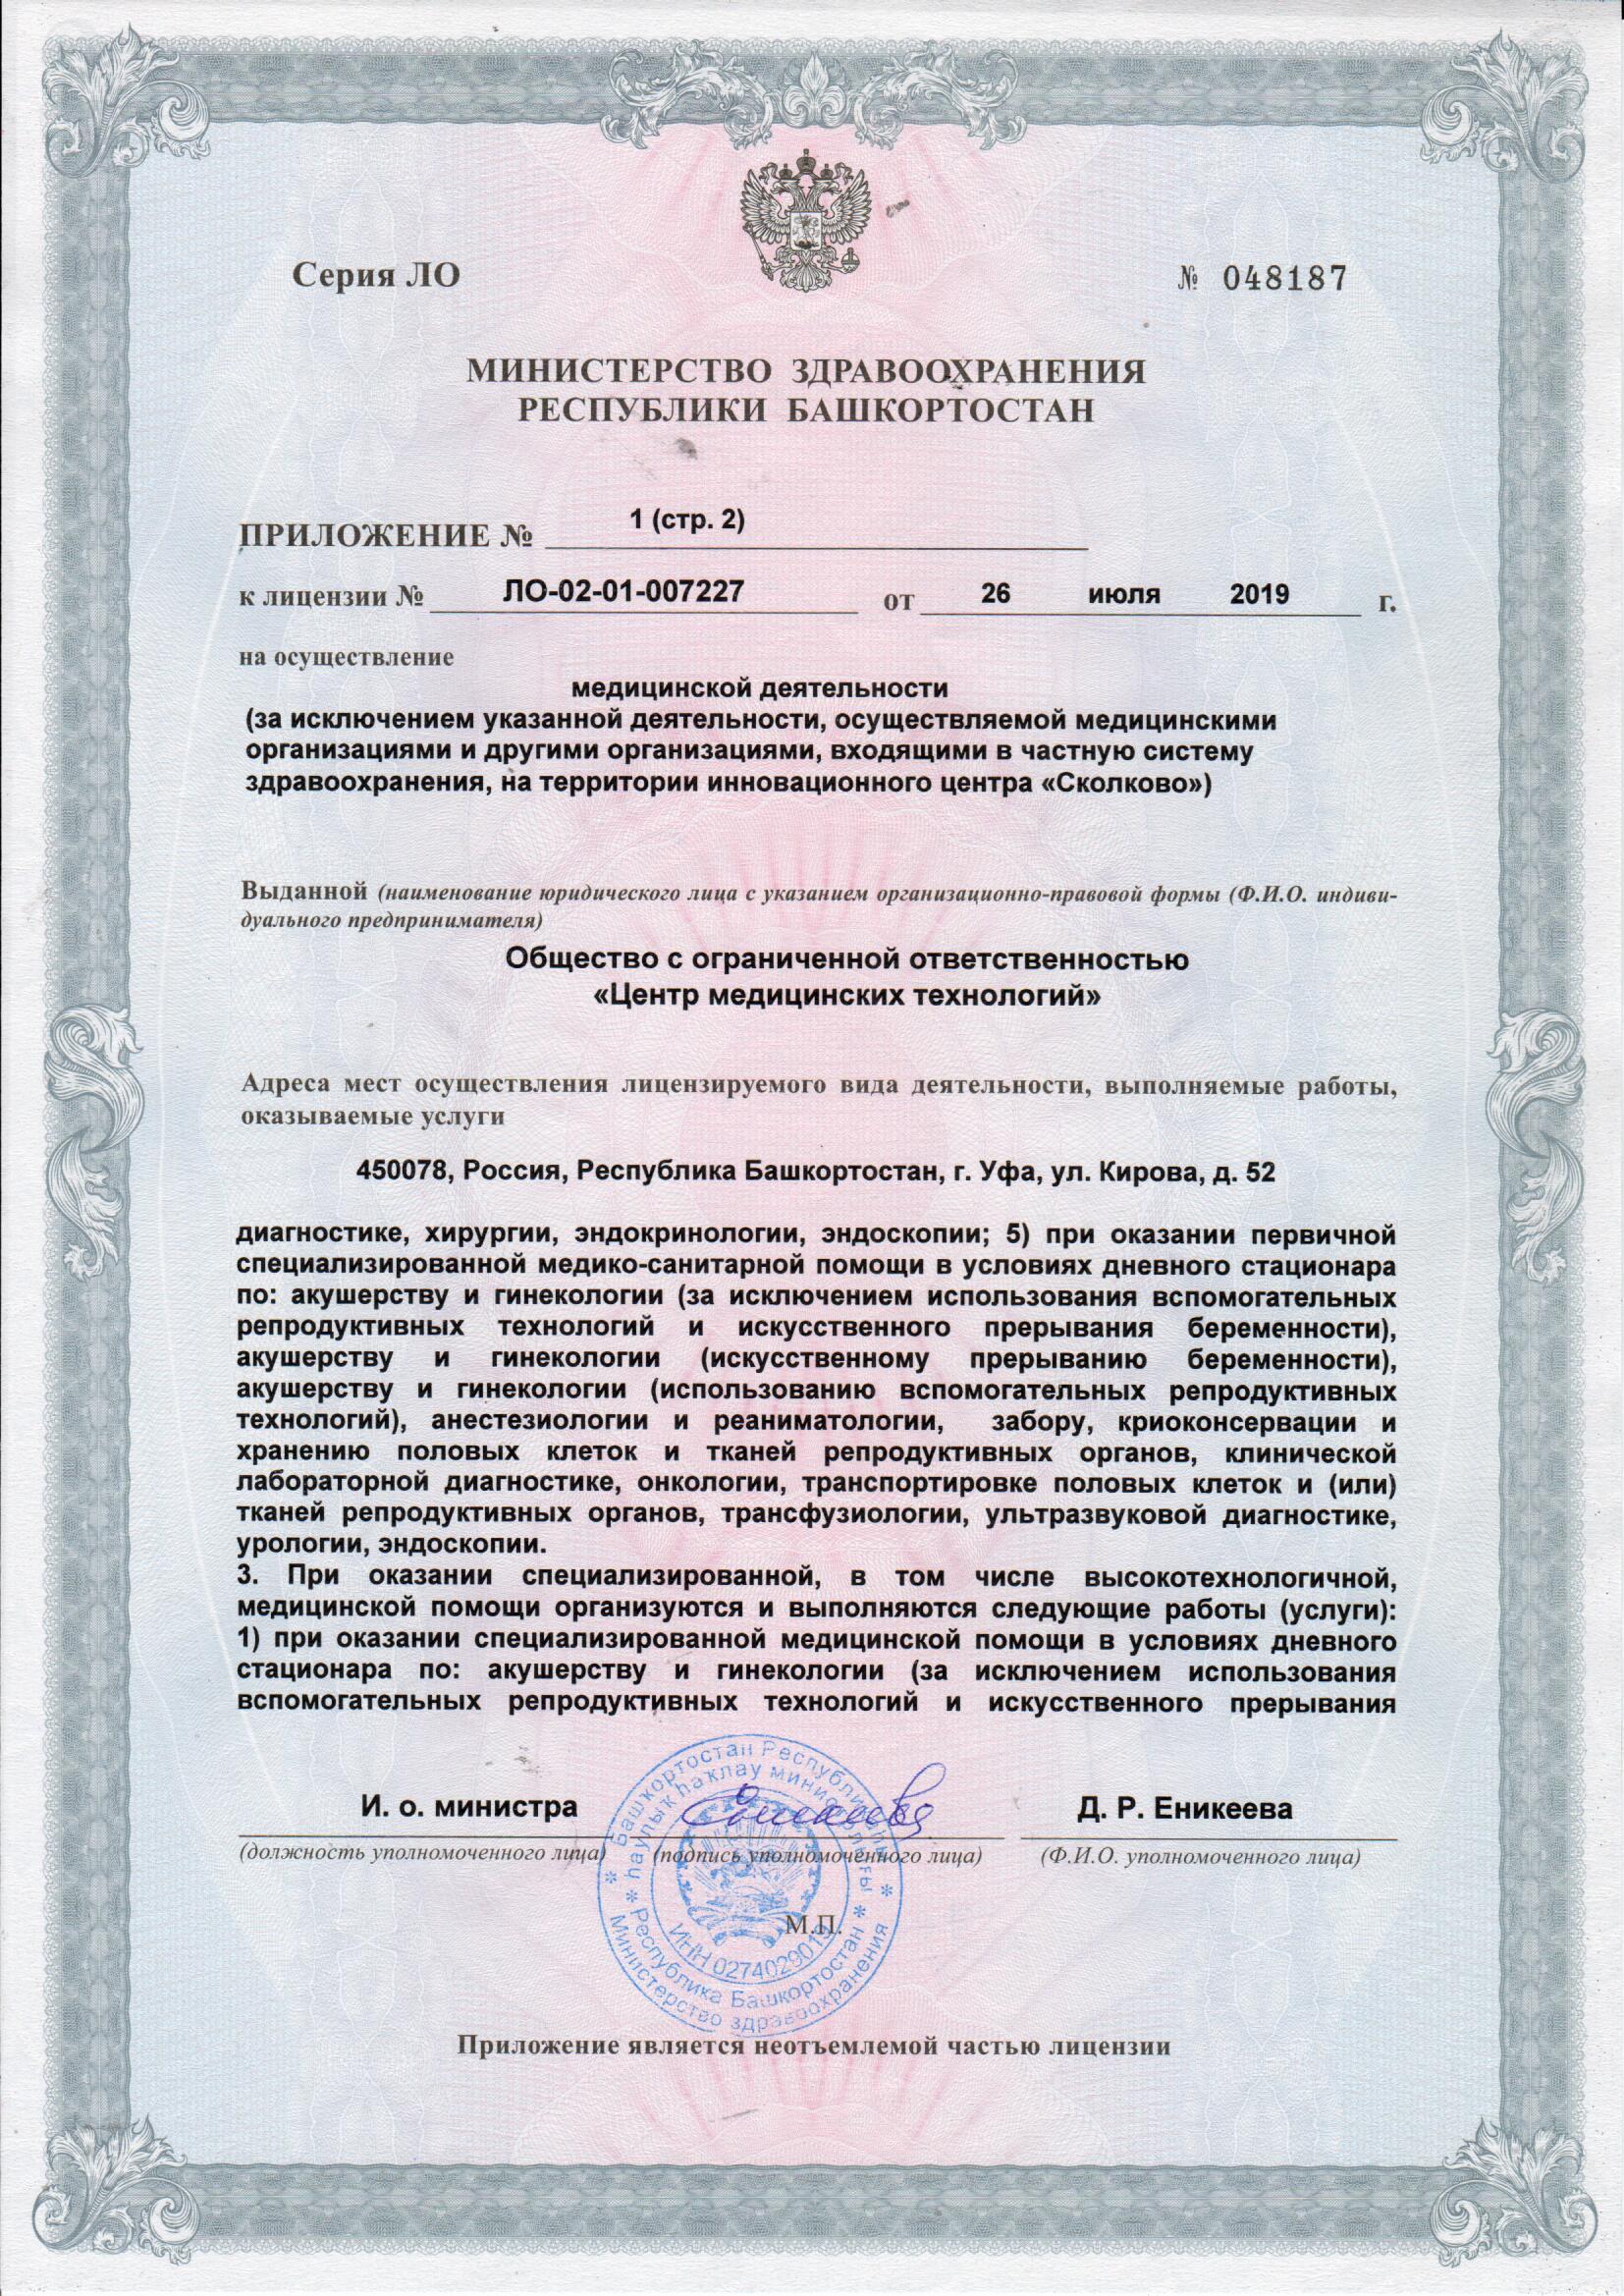 Серия ЛО
№ 048187
МИНИСТЕРСТВО ЗДРАВООХРАНЕНИЯ
РЕСПУБЛИКИ БАШКОРТОСТАН
ПРИЛОЖЕНИЕ № 1 (стр. 2)
к лицензии № ЛО-02-01-007227 от 26 июля 2019 г.
на осуществление
медицинской деятельности
(за исключением указанной деятельности, осуществляемой медицинскими
организациями и другими организациями, входящими в частную систему
здравоохранения, на территории инновационного центра «Сколково»)
Выданной (наименование юридического лица с указанием организационно-правовой формы (Ф.И.О. индиви-
дуального предпринимателя)
Общество с ограниченной ответственностью
«Центр медицинских технологий»
Адреса мест осуществления лицензируемого вида деятельности, выполняемые работы,
оказываемые услуги
450078, Россия, Республика Башкортостан, г. Уфа, ул. Кирова, д. 52
диагностике, хирургии, эндокринологии, эндоскопии; 5) при оказании первичной
специализированной медико-санитарной помощи в условиях дневного стационара
по: акушерству и гинекологии (за исключением использования вспомогательных
репродуктивных технологий и искусственного прерывания беременности),
акушерству и гинекологии (искусственному прерыванию беременности),
акушерству и гинекологии (использованию вспомогательных репродуктивных
технологий), анестезиологии и реаниматологии, забору, криоконсервации и
хранению половых клеток и тканей репродуктивных органов, клинической
лабораторной диагностике, онкологии, транспортировке половых клеток и (или)
тканей репродуктивных органов, трансфузиологии, ультразвуковой диагностике,
урологии, эндоскопии.
3. При оказании специализированной, в том числе высокотехнологичной,
медицинской помощи организуются и выполняются следующие работы (услуги):
1) при оказании специализированной медицинской помощи в условиях дневного
стационара по: акушерству и гинекологии (за исключением использования
вспомогательных репродуктивных технологий и искусственного прерывания
И. о. министра
Д. Р. Еникеева
(должность уполномоченного лица)
(подпись уполномоченного лица)
(Ф.И.О. уполномоченного лица)
М.П.
Башҡортостан Республикаһы
һаулыҡ һаҡлау министрлығы
Республика Башкортостан
Министерство здравоохранения
Приложение является неотъемлемой частью лицензии